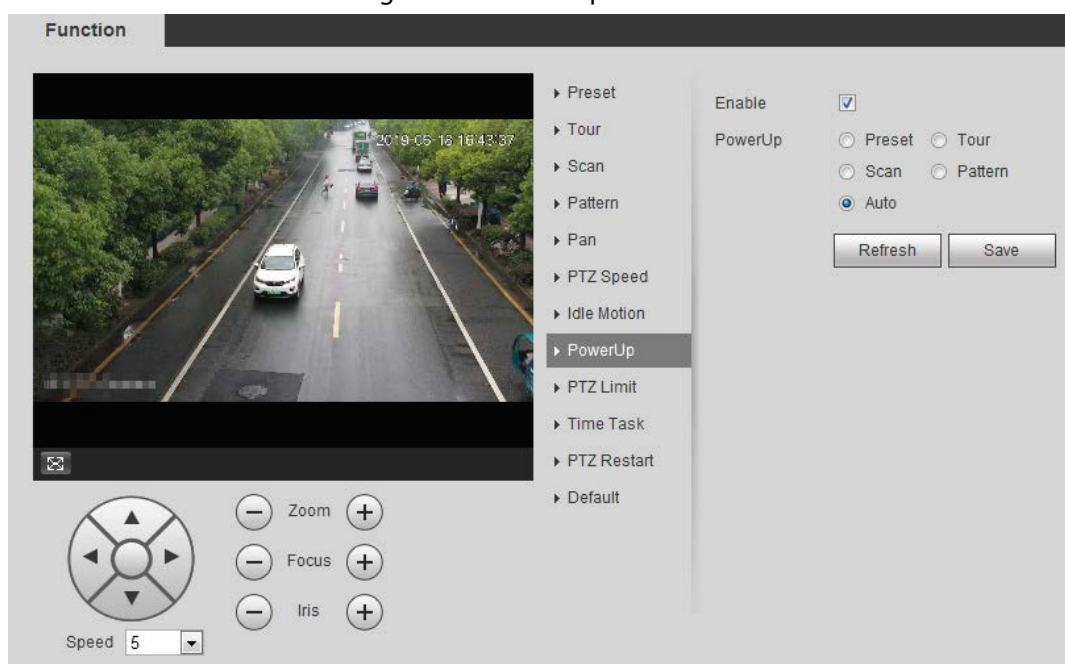 Function
2019-05-18 16:43:37
Preset
Tour
Scan
Pattern
Pan
PTZ Speed
Idle Motion
PowerUp
PTZ Limit
Time Task
PTZ Restart
Default
Enable
PowerUp
Preset Tour
Scan Pattern
Auto
Refresh Save
Zoom
Focus
Iris
Speed 5